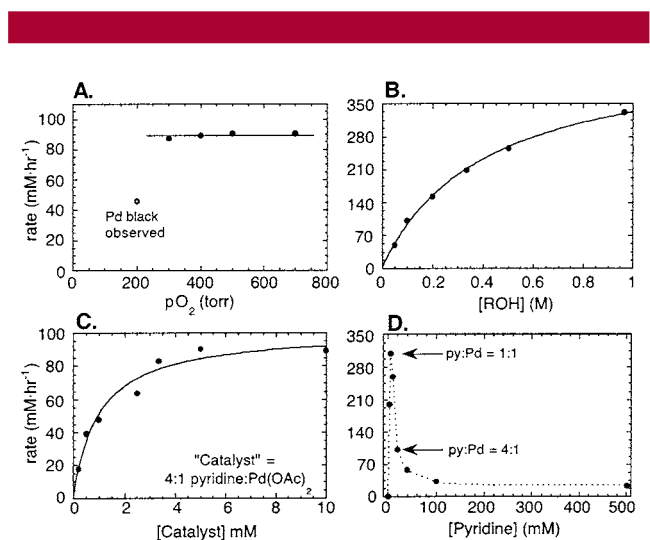 A.
110
100
80
60
40
20
0
rate (mM·hr⁻¹)
Pd black
observed
0 200 400 600 800
pO₂ (torr)
B.
350
280
210
140
70
0
0 0.2 0.4 0.6 0.8 1
[ROH] (M)
C.
100
80
60
40
20
0
rate (mM·hr⁻¹)
"Catalyst" =
4:1 pyridine:Pd(OAc)₂
0 2 4 6 8 10
[Catalyst] mM
D.
350
280
210
140
70
0
py:Pd = 1:1
py:Pd = 4:1
0 100 200 300 400 500
[Pyridine] (mM)